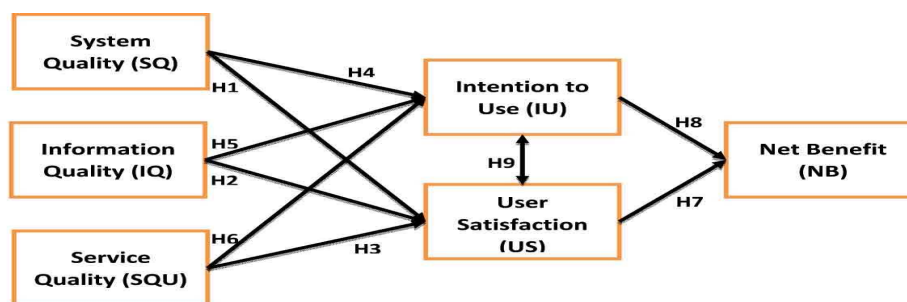 System
Quality (SQ)
H4
H1
Intention to
Use (IU)
H8
Information
Quality (IQ)
H5
H2
H9
Net Benefit
(NB)
User
Satisfaction
(US)
H7
H6
H3
Service
Quality (SQU)